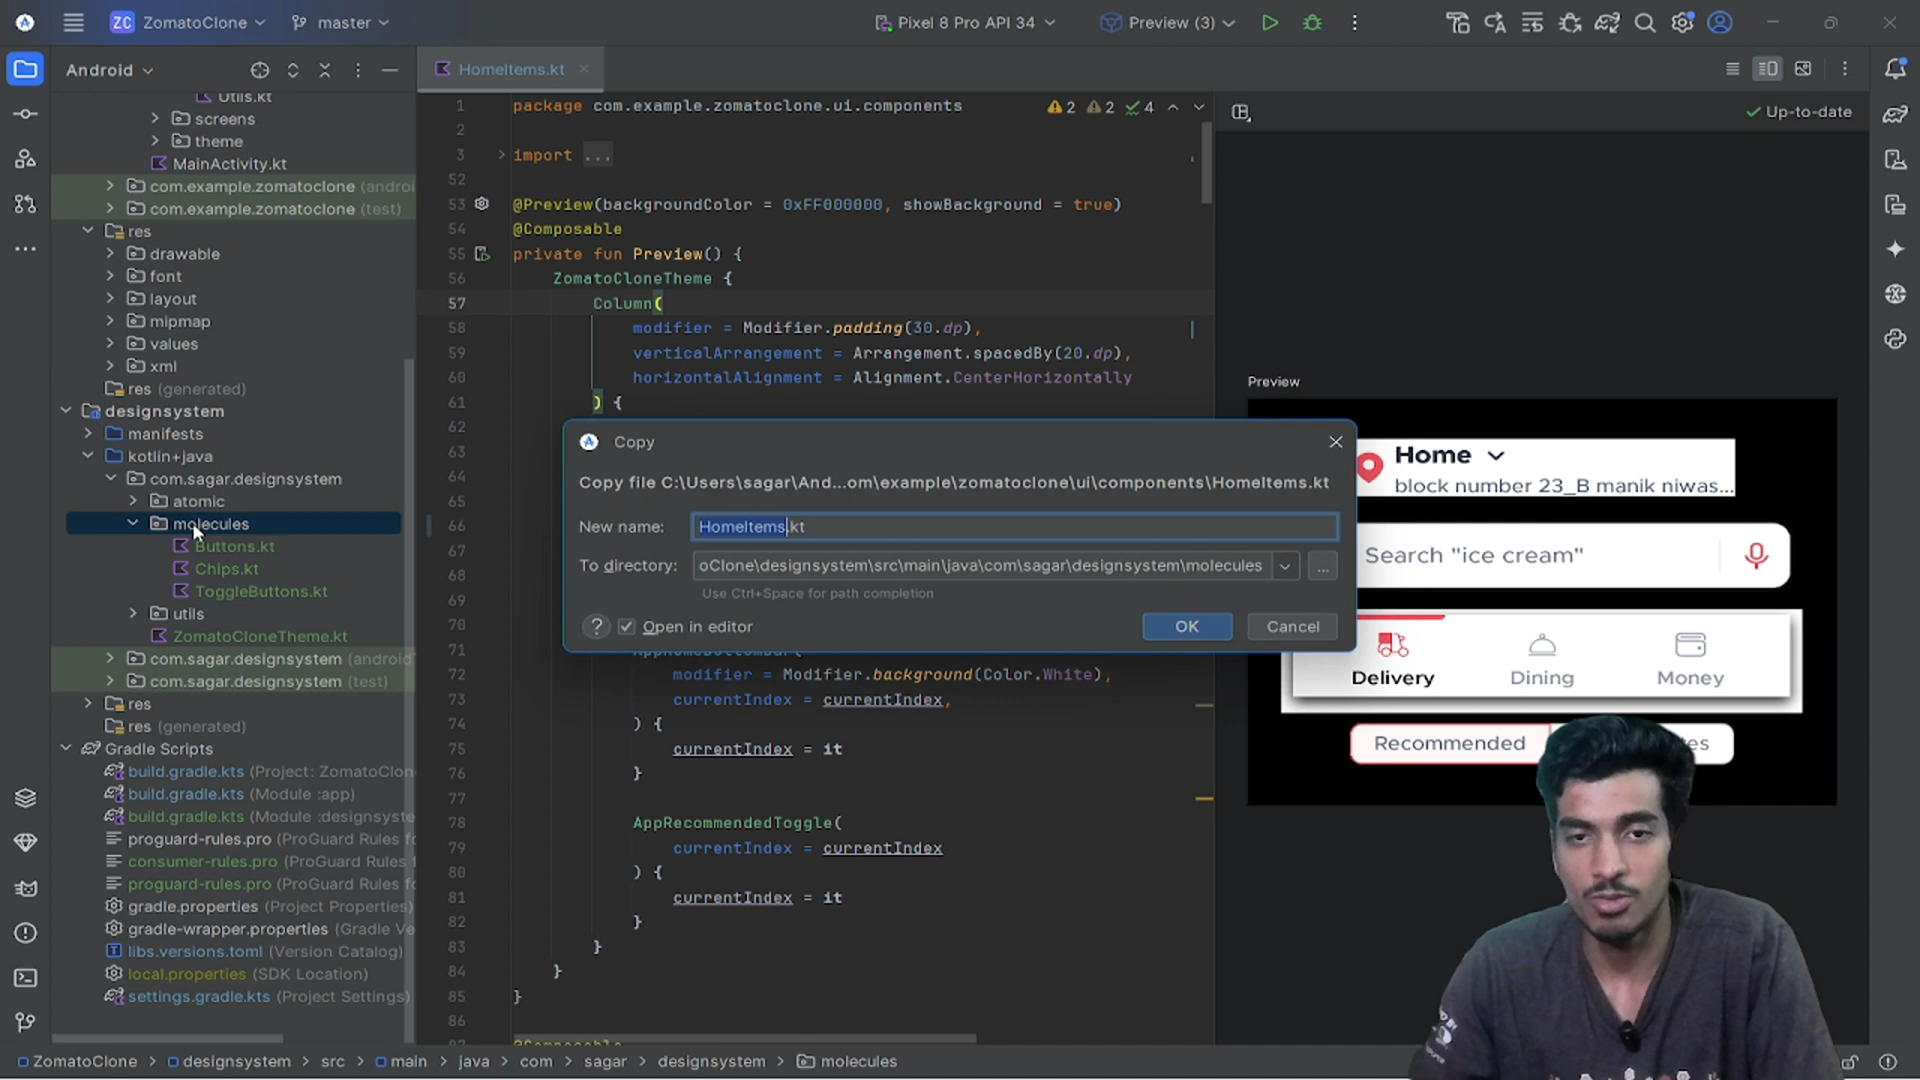 ZC ZomatoClone master Pixel 8 Pro API 34 Preview (3)
Android
Utils.kt
screens
theme
MainActivity.kt
com.example.zomatoclone (androi
com.example.zomatoclone (test)
res
drawable
font
layout
mipmap
values
xml
res (generated)
designsystem
manifests
kotlin+java
com.sagar.designsystem
atomic
molecules
Buttons.kt
Chips.kt
ToggleButtons.kt
utils
ZomatoCloneTheme.kt
com.sagar.designsystem (android
com.sagar.designsystem (test)
res
res (generated)
Gradle Scripts
build.gradle.kts (Project: ZomatoClon
build.gradle.kts (Module :app)
build.gradle.kts (Module :designsyste
proguard-rules.pro (ProGuard Rules fo
consumer-rules.pro (ProGuard Rules f
proguard-rules.pro (ProGuard Rules fo
gradle.properties (Project Properties)
gradle-wrapper.properties (Gradle Ve
libs.versions.toml (Version Catalog)
local.properties (SDK Location)
settings.gradle.kts (Project Settings)
HomeItems.kt
1 package com.example.zomatoclone.ui.components
2 2 4
2
3 import ...
52
53 @Preview(backgroundColor = 0xFF000000, showBackground = true)
54 @Composable
55 private fun Preview() {
56 ZomatoCloneTheme {
57 Column(
58 modifier = Modifier.padding(30.dp),
59 verticalArrangement = Arrangement.spacedBy(20.dp),
60 horizontalAlignment = Alignment.CenterHorizontally
61 ) {
62
63
64
65
66
67
68
69
70
71 AppHomeBottomBar(
72 modifier = Modifier.background(Color.White),
73 currentIndex = currentIndex,
74 ) {
75 currentIndex = it
76 }
77
78 AppRecommendedToggle(
79 currentIndex = currentIndex
80 ) {
81 currentIndex = it
82 }
83 }
84 }
85 }
86
87 @Composable
Copy
Copy file C:\Users\sagar\And...om\example\zomatoclone\ui\components\HomeItems.kt
New name: HomeItems.kt
To directory: oClone\designsystem\src\main\java\com\sagar\designsystem\molecules ...
Use Ctrl+Space for path completion
? Open in editor OK Cancel
Up-to-date
Preview
Home
block number 23_B manik niwas...
Search "ice cream"
Delivery Dining Money
Recommended
ZomatoClone > designsystem > src > main > java > com > sagar > designsystem > molecules